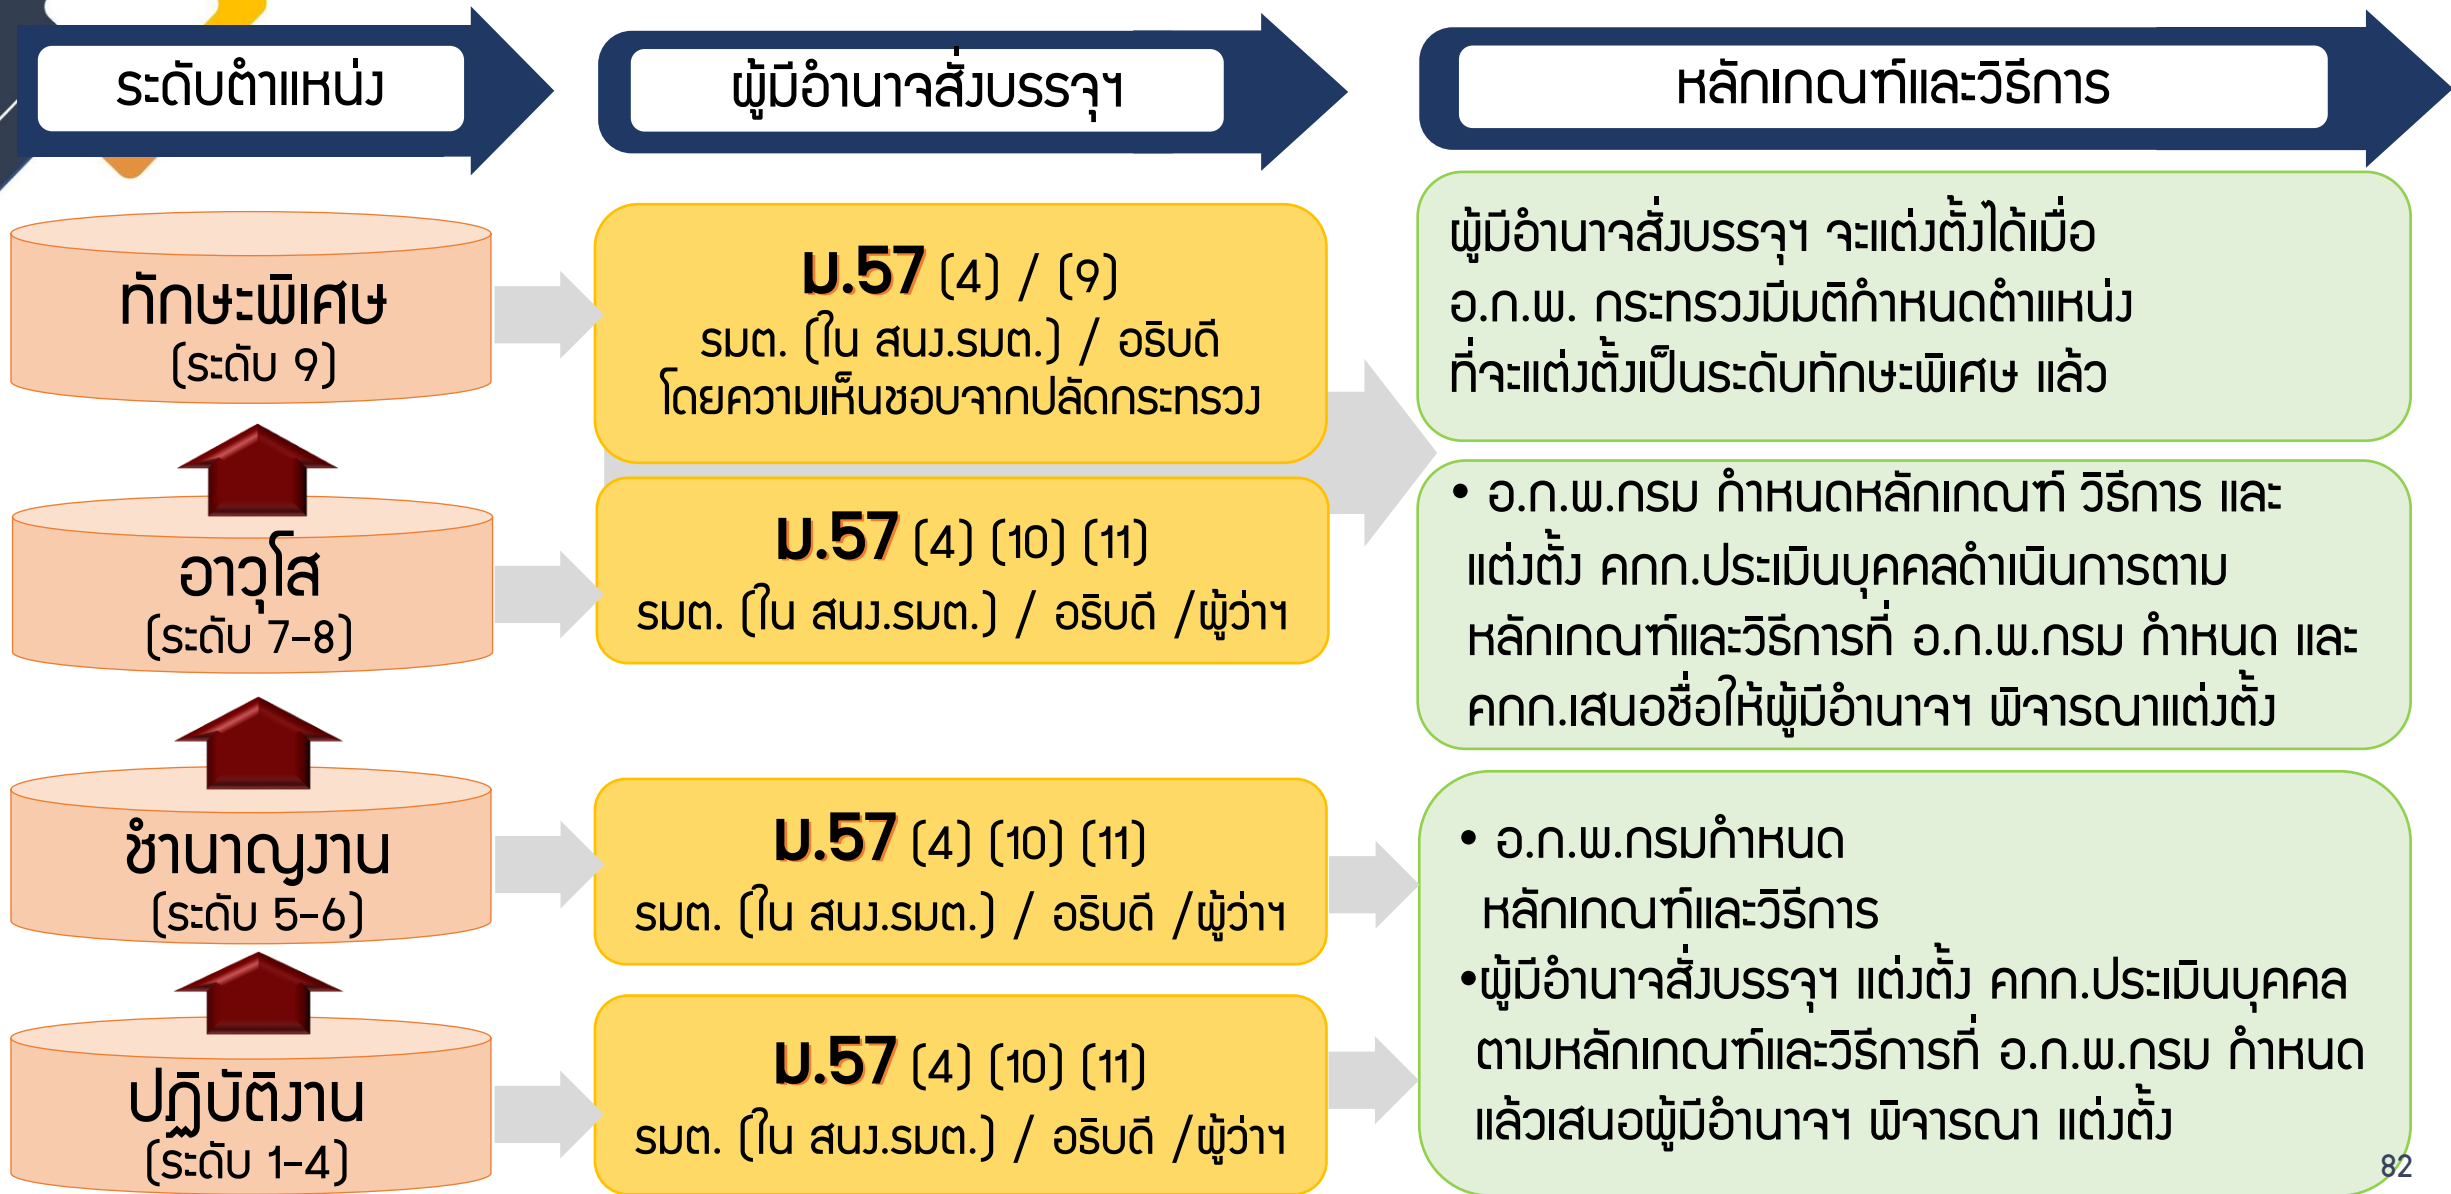 ระดับตำแหน่ง
ผู้มีอำนาจสั่งบรรจุฯ
หลักเกณฑ์และวิธีการ
ทักษะพิเศษ
(ระดับ 9)
ม.57 (4) / (9)
รมต. (ใน สนง.รมต.) / อธิบดี
โดยความเห็นชอบจากปลัดกระทรวง
ผู้มีอำนาจสั่งบรรจุฯ จะแต่งตั้งได้เมื่อ
อ.ก.พ. กระทรวงมีมติกำหนดตำแหน่ง
ที่จะแต่งตั้งเป็นระดับทักษะพิเศษ แล้ว
อาวุโส
(ระดับ 7-8)
ม.57 (4) (10) (11)
รมต. (ใน สนง.รมต.) / อธิบดี /ผู้ว่าฯ
• อ.ก.พ.กรม กำหนดหลักเกณฑ์ วิธีการ และ
แต่งตั้ง คกก.ประเมินบุคคลดำเนินการตาม
หลักเกณฑ์และวิธีการที่ อ.ก.พ.กรม กำหนด และ
คกก.เสนอชื่อให้ผู้มีอำนาจฯ พิจารณาแต่งตั้ง
ชำนาญงาน
(ระดับ 5-6)
ม.57 (4) (10) (11)
รมต. (ใน สนง.รมต.) / อธิบดี /ผู้ว่าฯ
ปฏิบัติงาน
(ระดับ 1-4)
ม.57 (4) (10) (11)
รมต. (ใน สนง.รมต.) / อธิบดี /ผู้ว่าฯ
• อ.ก.พ.กรมกำหนด
หลักเกณฑ์และวิธีการ
•ผู้มีอำนาจสั่งบรรจุฯ แต่งตั้ง คกก.ประเมินบุคคล
ตามหลักเกณฑ์และวิธีการที่ อ.ก.พ.กรม กำหนด
แล้วเสนอผู้มีอำนาจฯ พิจารณา แต่งตั้ง
82